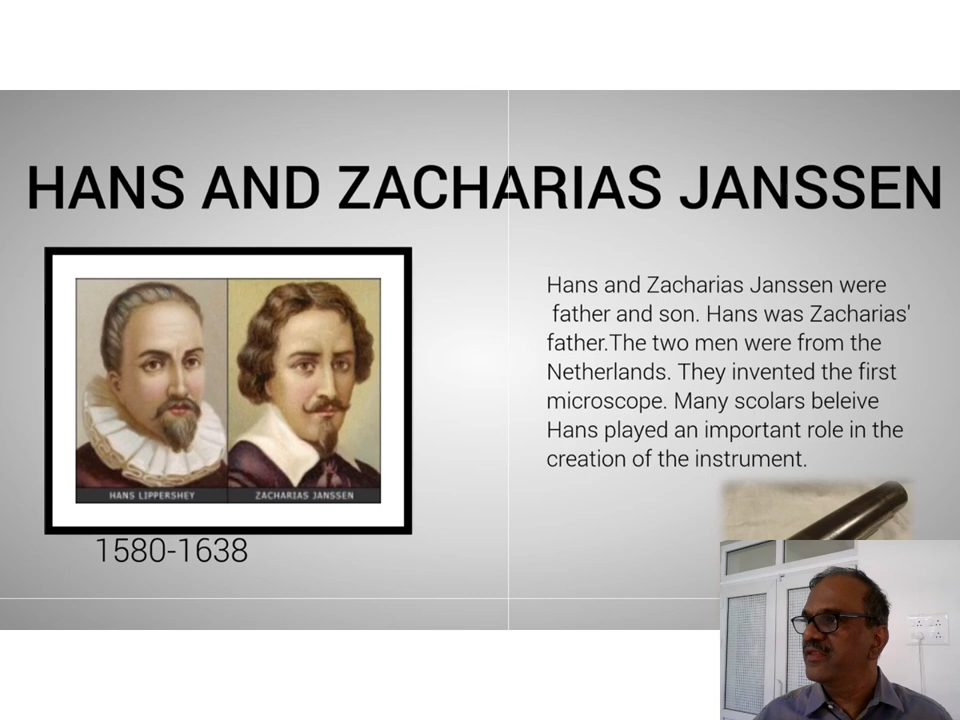 HANS AND ZACHARIAS JANSSEN
HANS LIPPERSHEY
ZACHARIAS JANSSEN
1580-1638
Hans and Zacharias Janssen were
father and son. Hans was Zacharias'
father.The two men were from the
Netherlands. They invented the first
microscope. Many scolars beleive
Hans played an important role in the
creation of the instrument.